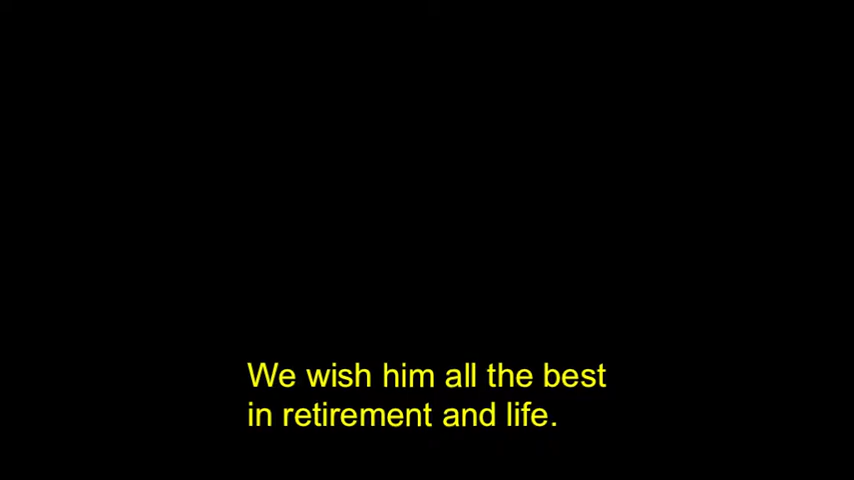 We wish him all the best
in retirement and life.